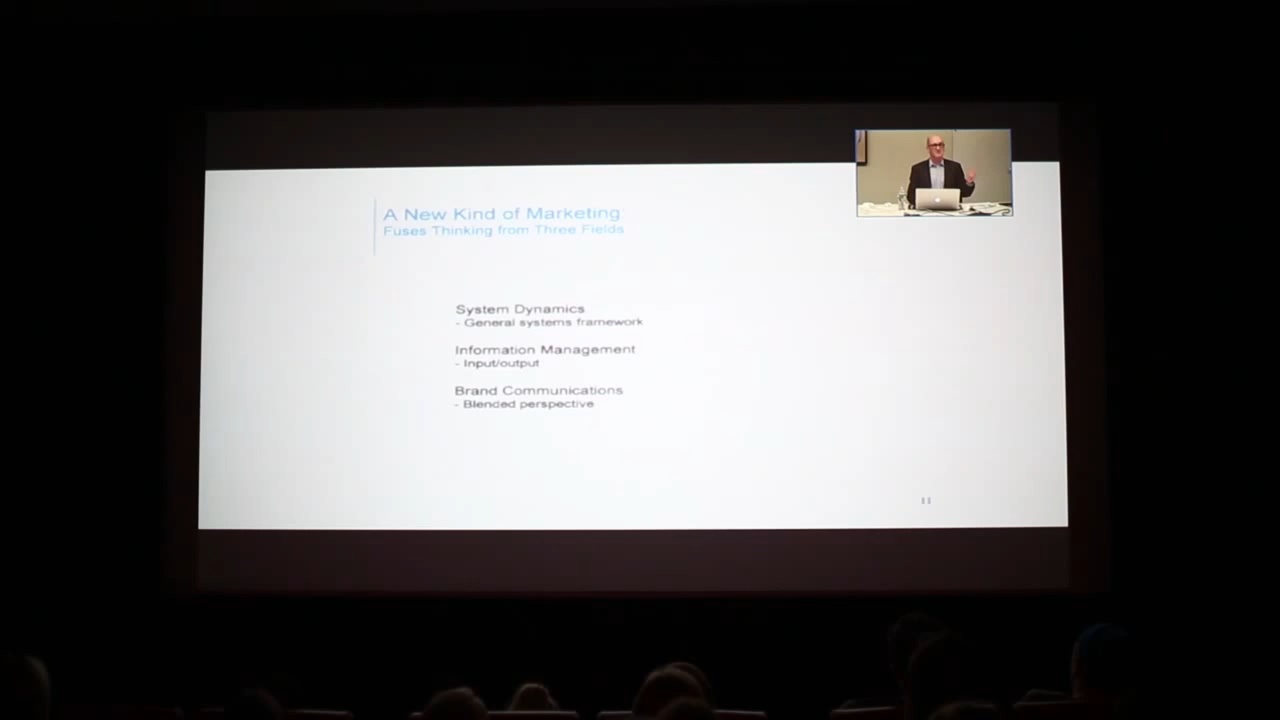 A New Kind of Marketing
Fuses Thinking from Three Fields
System Dynamics
- General systems framework
Information Management
- Input/output
Brand Communications
- Blended perspective